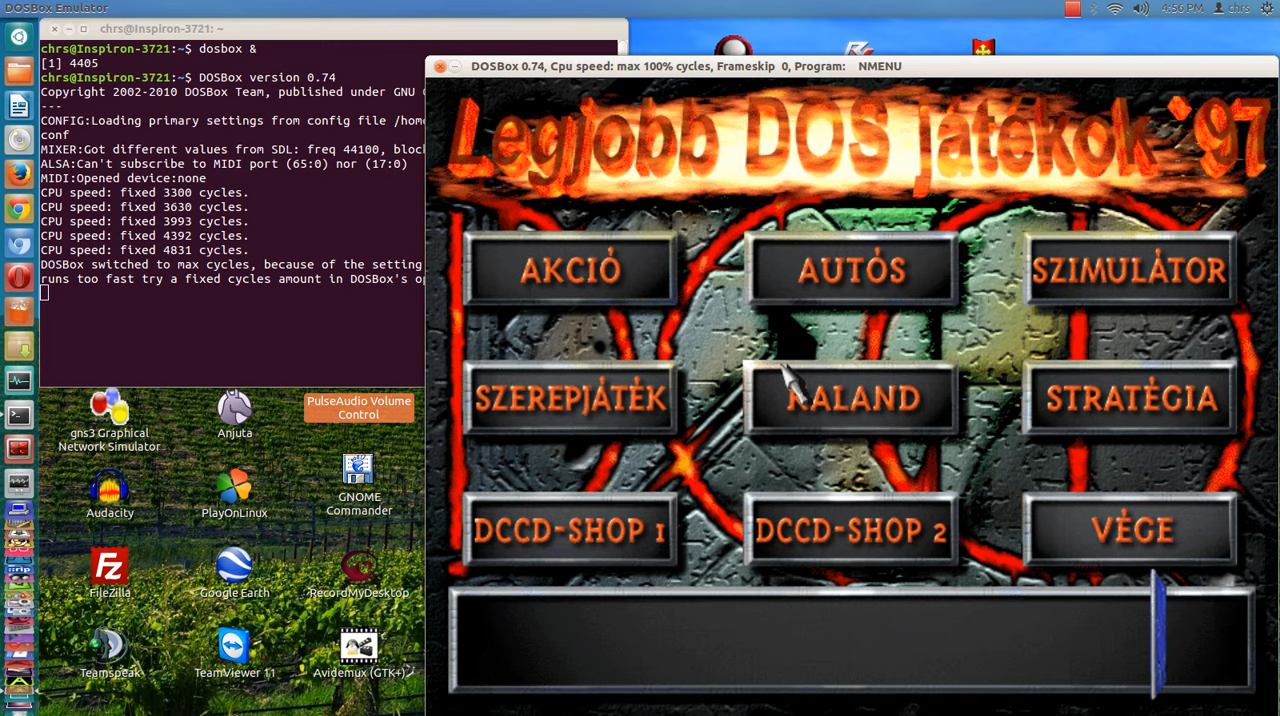 DOSBox Emulator
4:56 PM
chrs
chrs@Inspiron-3721: ~
chrs@Inspiron-3721:~$ dosbox &
[1] 4405
chrs@Inspiron-3721:~$ DOSBox version 0.74
Copyright 2002-2010 DOSBox Team, published under GNU
---
CONFIG:Loading primary settings from config file /home
conf
MIXER:Got different values from SDL: freq 44100, bloc
ALSA:Can't subscribe to MIDI port (65:0) nor (17:0)
MIDI:Opened device:none
CPU speed: fixed 3300 cycles.
CPU speed: fixed 3630 cycles.
CPU speed: fixed 3993 cycles.
CPU speed: fixed 4392 cycles.
CPU speed: fixed 4831 cycles.
DOSBox switched to max cycles, because of the setting
runs too fast try a fixed cycles amount in DOSBox's op
DOSBox 0.74, Cpu speed: max 100% cycles, Frameskip 0, Program: NMENU
Legjobb DOS játékok `97
AKCIÓ
AUTÓS
SZIMULÁTOR
SZEREPJÁTÉK
KALAND
STRATÉGIA
DCCD-SHOP 1
DCCD-SHOP 2
VÉGE
gns3 Graphical
Network Simulator
Anjuta
PulseAudio Volume
Control
Audacity
PlayOnLinux
GNOME
Commander
FileZilla
Google Earth
RecordMyDesktop
Teamspeak
TeamViewer 11
Avidemux (GTK+)